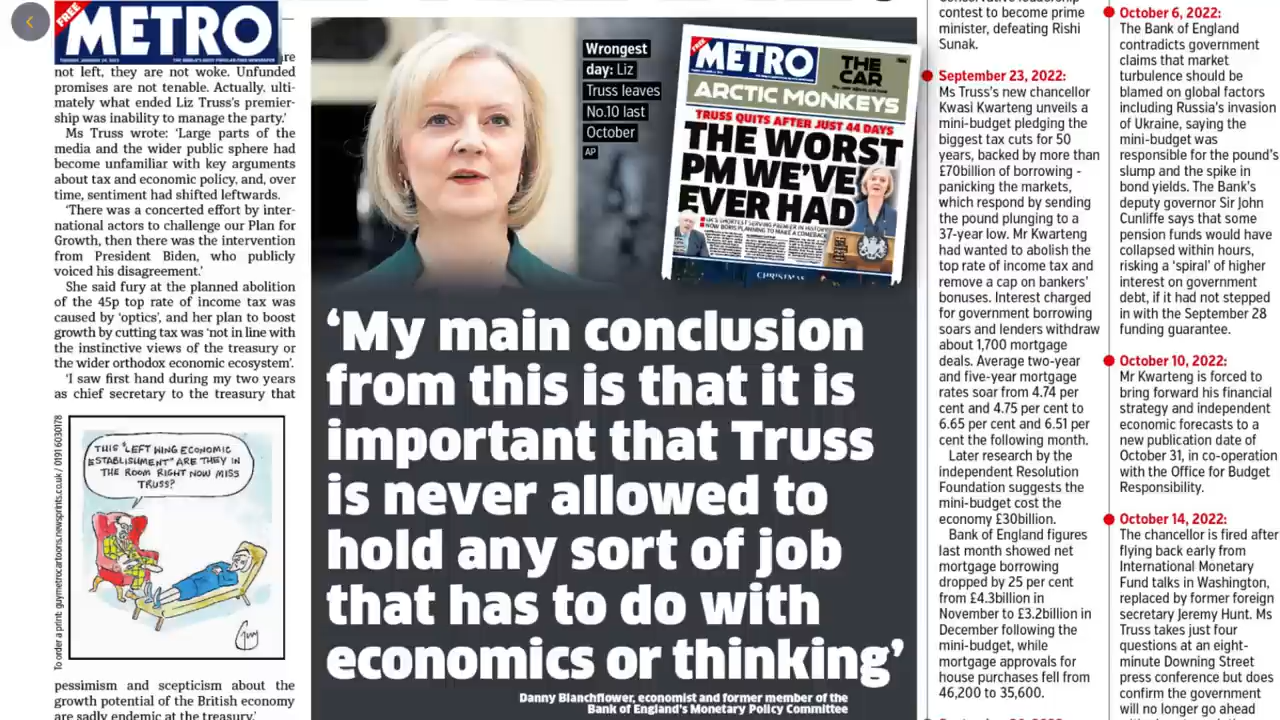 FREE
METRO
are
not left, they are not woke. Unfunded
promises are not tenable. Actually, ulti-
mately what ended Liz Truss's premier-
ship was inability to manage the party.'
Ms Truss wrote: 'Large parts of the
media and the wider public sphere had
become unfamiliar with key arguments
about tax and economic policy, and, over
time, sentiment had shifted leftwards.
'There was a concerted effort by inter-
national actors to challenge our Plan for
Growth, then there was the intervention
from President Biden, who publicly
voiced his disagreement.'
She said fury at the planned abolition
of the 45p top rate of income tax was
caused by 'optics', and her plan to boost
growth by cutting tax was 'not in line with
the instinctive views of the treasury or
the wider orthodox economic ecosystem'.
'I saw first hand during my two years
as chief secretary to the treasury that
To order a print: guymetrocartoons.newsprints.co.uk / 0191 6030178
THIS "LEFT WING ECONOMIC
ESTABLISHMENT" ARE THEY IN
THE ROOM RIGHT NOW MISS
TRUSS?
Guy
pessimism and scepticism about the
growth potential of the British economy
are sadly endemic at the treasury.'
Wrongest
day: Liz
Truss leaves
No.10 last
October
AP
FREE
METRO
THE
CAR
ARCTIC MONKEYS
TRUSS QUITS AFTER JUST 44 DAYS
THE WORST
PM WE'VE
EVER HAD
UK'S SHORTEST SERVING PREMIER IN HISTORY
NOW BORIS PLANNING TO MAKE A COMEBACK
CHRISTMAS
'My main conclusion
from this is that it is
important that Truss
is never allowed to
hold any sort of job
that has to do with
economics or thinking'
Danny Blanchflower, economist and former member of the
Bank of England's Monetary Policy Committee
Conservative leadership
contest to become prime
minister, defeating Rishi
Sunak.
September 23, 2022:
Ms Truss's new chancellor
Kwasi Kwarteng unveils a
mini-budget pledging the
biggest tax cuts for 50
years, backed by more than
£70billion of borrowing -
panicking the markets,
which respond by sending
the pound plunging to a
37-year low. Mr Kwarteng
had wanted to abolish the
top rate of income tax and
remove a cap on bankers'
bonuses. Interest charged
for government borrowing
soars and lenders withdraw
about 1,700 mortgage
deals. Average two-year
and five-year mortgage
rates soar from 4.74 per
cent and 4.75 per cent to
6.65 per cent and 6.51 per
cent the following month.
Later research by the
independent Resolution
Foundation suggests the
mini-budget cost the
economy £30billion.
Bank of England figures
last month showed net
mortgage borrowing
dropped by 25 per cent
from £4.3billion in
November to £3.2billion in
December following the
mini-budget, while
mortgage approvals for
house purchases fell from
46,200 to 35,600.
October 6, 2022:
The Bank of England
contradicts government
claims that market
turbulence should be
blamed on global factors
including Russia's invasion
of Ukraine, saying the
mini-budget was
responsible for the pound's
slump and the spike in
bond yields. The Bank's
deputy governor Sir John
Cunliffe says that some
pension funds would have
collapsed within hours,
risking a 'spiral' of higher
interest on government
debt, if it had not stepped
in with the September 28
funding guarantee.
October 10, 2022:
Mr Kwarteng is forced to
bring forward his financial
strategy and independent
economic forecasts to a
new publication date of
October 31, in co-operation
with the Office for Budget
Responsibility.
October 14, 2022:
The chancellor is fired after
flying back early from
International Monetary
Fund talks in Washington,
replaced by former foreign
secretary Jeremy Hunt. Ms
Truss takes just four
questions at an eight-
minute Downing Street
press conference but does
confirm the government
will no longer go ahead